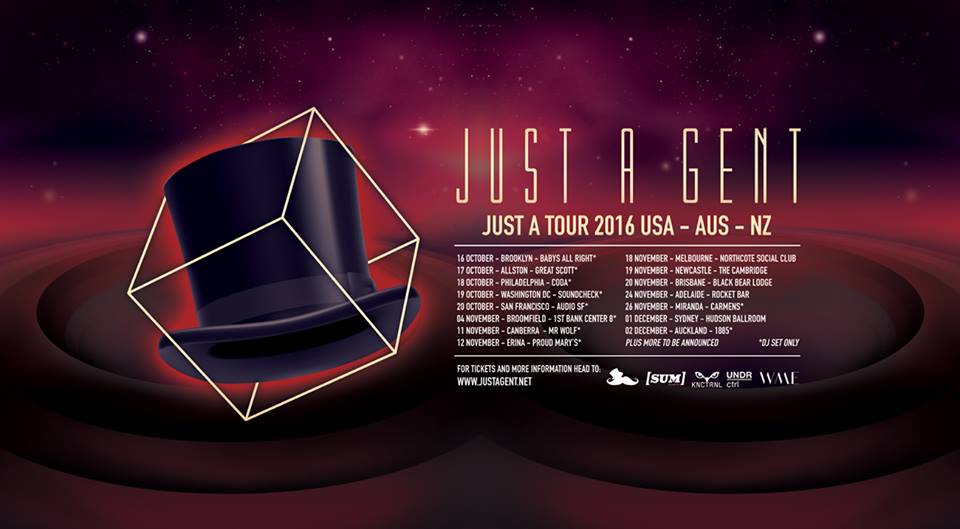 JUST A GENT
JUST A TOUR 2016 USA - AUS - NZ
16 OCTOBER - BROOKLYN - BABYS ALL RIGHT*
17 OCTOBER - ALLSTON - GREAT SCOTT*
18 OCTOBER - PHILADELPHIA - CODA*
19 OCTOBER - WASHINGTON DC - SOUNDCHECK*
20 OCTOBER - SAN FRANCISCO - AUDIO SF*
04 NOVEMBER - BROOMFIELD - 1ST BANK CENTER 8*
11 NOVEMBER - CANBERRA - MR WOLF*
12 NOVEMBER - ERINA - PROUD MARY'S*
18 NOVEMBER - MELBOURNE - NORTHCOTE SOCIAL CLUB
19 NOVEMBER - NEWCASTLE - THE CAMBRIDGE
20 NOVEMBER - BRISBANE - BLACK BEAR LODGE
24 NOVEMBER - ADELAIDE - ROCKET BAR
26 NOVEMBER - MIRANDA - CARMENS*
01 DECEMBER - SYDNEY - HUDSON BALLROOM
02 DECEMBER - AUCKLAND - 1885*
PLUS MORE TO BE ANNOUNCED *DJ SET ONLY
FOR TICKETS AND MORE INFORMATION HEAD TO:
WWW.JUSTAGENT.NET
[SUM]
KNCTRNL
UNDR
ctrl